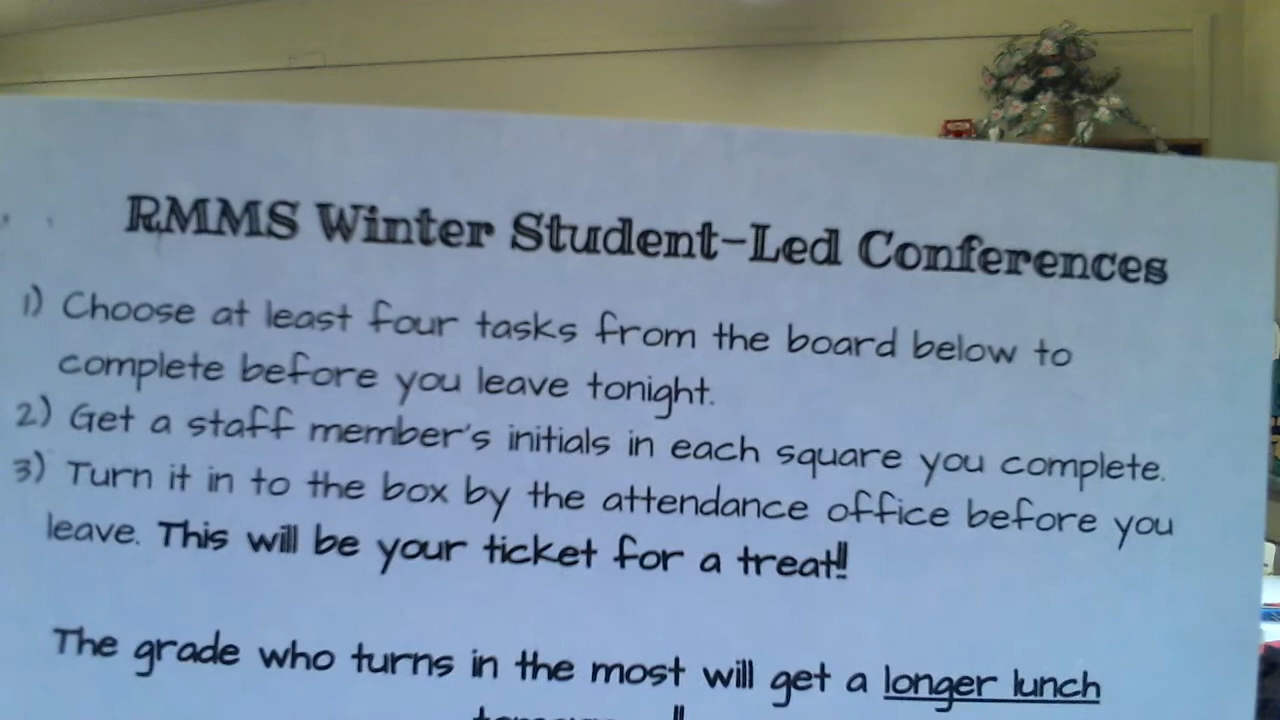 RMMS Winter Student-Led Conferences
1) Choose at least four tasks from the board below to
complete before you leave tonight.
2) Get a staff member's initials in each square you complete.
3) Turn it in to the box by the attendance office before you
leave. This will be your ticket for a treat!!
The grade who turns in the most will get a longer lunch